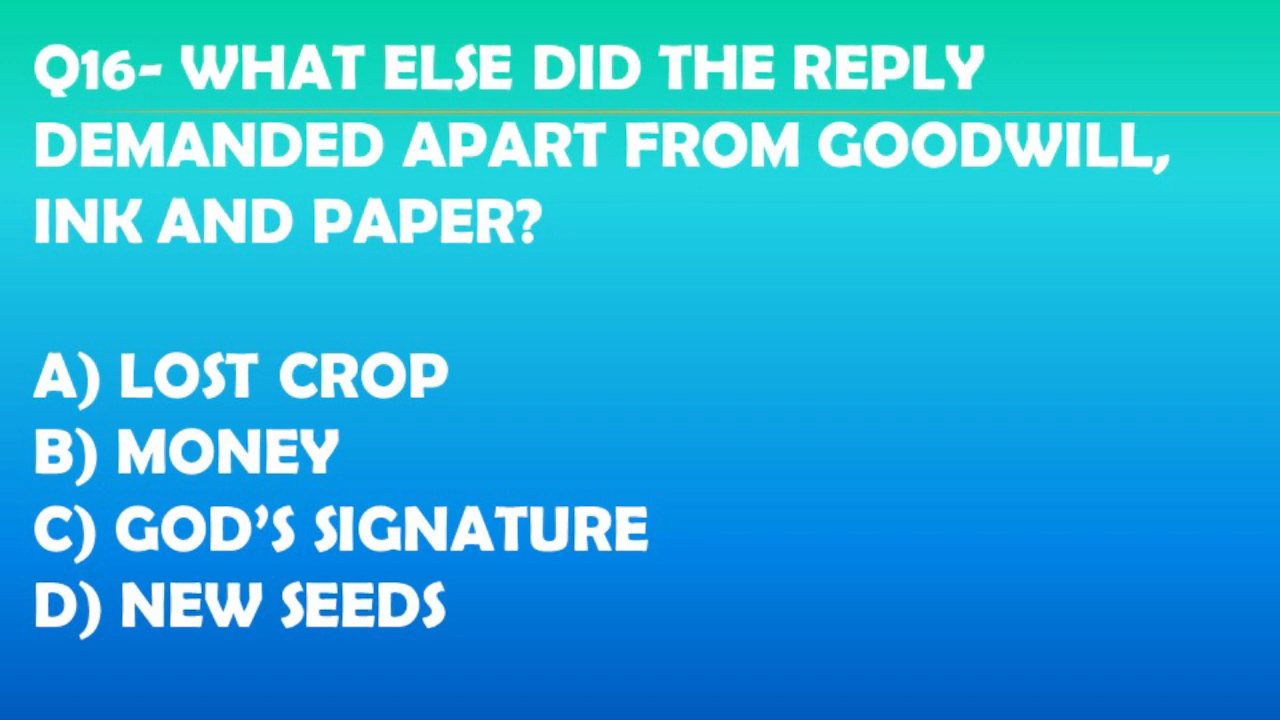 Q16- WHAT ELSE DID THE REPLY
DEMANDED APART FROM GOODWILL,
INK AND PAPER?
A) LOST CROP
B) MONEY
C) GOD’S SIGNATURE
D) NEW SEEDS